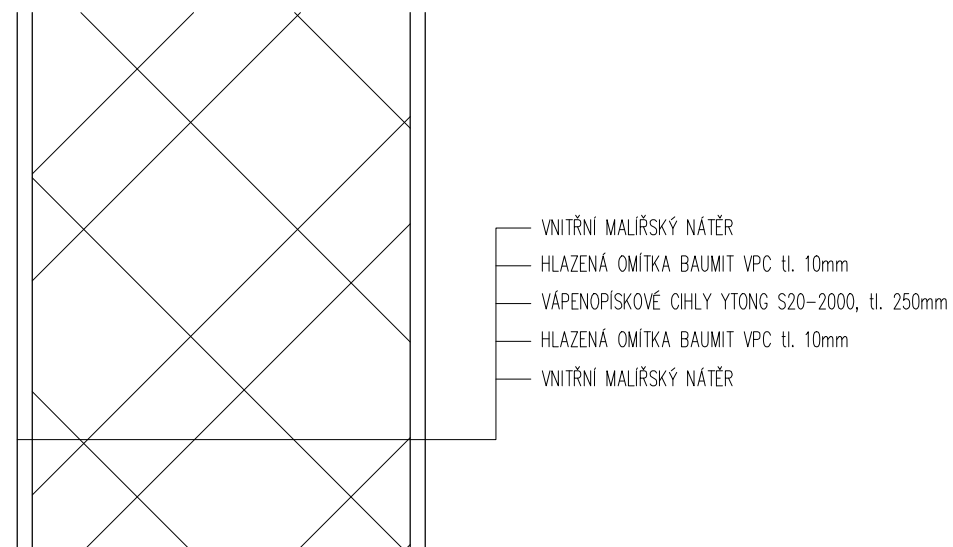 VNITŘNÍ MALÍŘSKÝ NÁTĚR
HLAZENÁ OMÍTKA BAUMIT VPC tl. 10mm
VÁPENOPÍSKOVÉ CIHLY YTONG S20-2000, tl. 250mm
HLAZENÁ OMÍTKA BAUMIT VPC tl. 10mm
VNITŘNÍ MALÍŘSKÝ NÁTĚR